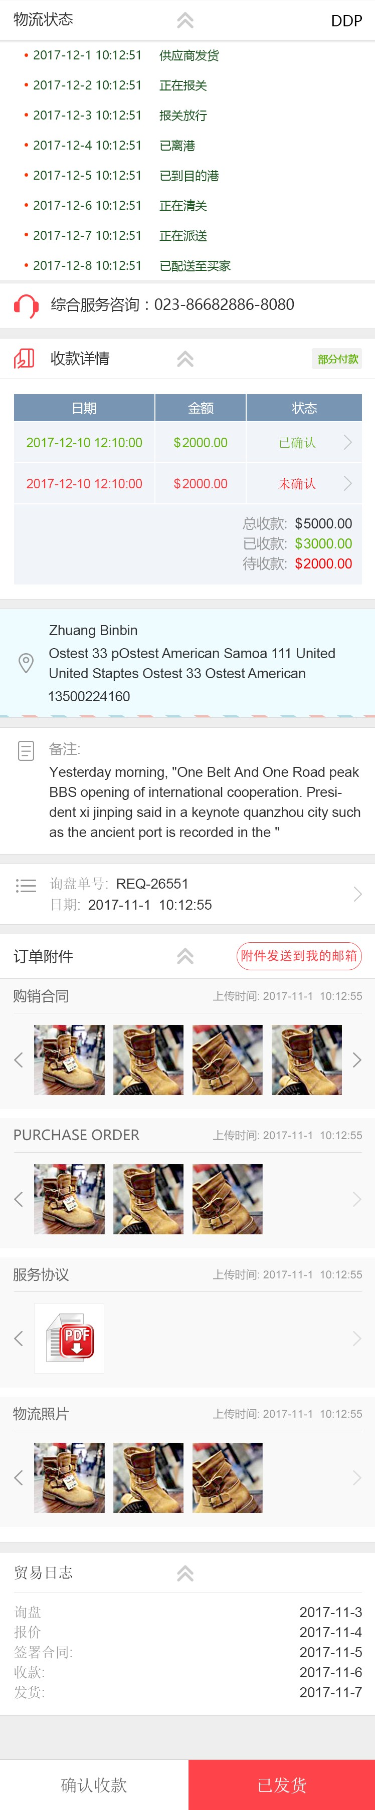 物流状态 DDP
2017-12-1 10:12:51 供应商发货
2017-12-2 10:12:51 正在报关
2017-12-3 10:12:51 报关放行
2017-12-4 10:12:51 已离港
2017-12-5 10:12:51 已到目的港
2017-12-6 10:12:51 正在清关
2017-12-7 10:12:51 正在派送
2017-12-8 10:12:51 已配送至买家
综合服务咨询：023-86682886-8080
收款详情 部分付款
日期 金额 状态
2017-12-10 12:10:00 $2000.00 已确认
2017-12-10 12:10:00 $2000.00 未确认
总收款: $5000.00
已收款: $3000.00
待收款: $2000.00
Zhuang Binbin
Ostest 33 pOstest American Samoa 111 United
United Staptes Ostest 33 Ostest American
13500224160
备注:
Yesterday morning, "One Belt And One Road peak
BBS opening of international cooperation. Presi-
dent xi jinping said in a keynote quanzhou city such
as the ancient port is recorded in the "
询盘单号: REQ-26551
日期: 2017-11-1 10:12:55
订单附件 附件发送到我的邮箱
购销合同 上传时间: 2017-11-1 10:12:55
PURCHASE ORDER 上传时间: 2017-11-1 10:12:55
服务协议 上传时间: 2017-11-1 10:12:55
PDF
物流照片 上传时间: 2017-11-1 10:12:55
贸易日志
询盘 2017-11-3
报价 2017-11-4
签署合同: 2017-11-5
收款: 2017-11-6
发货: 2017-11-7
确认收款 已发货